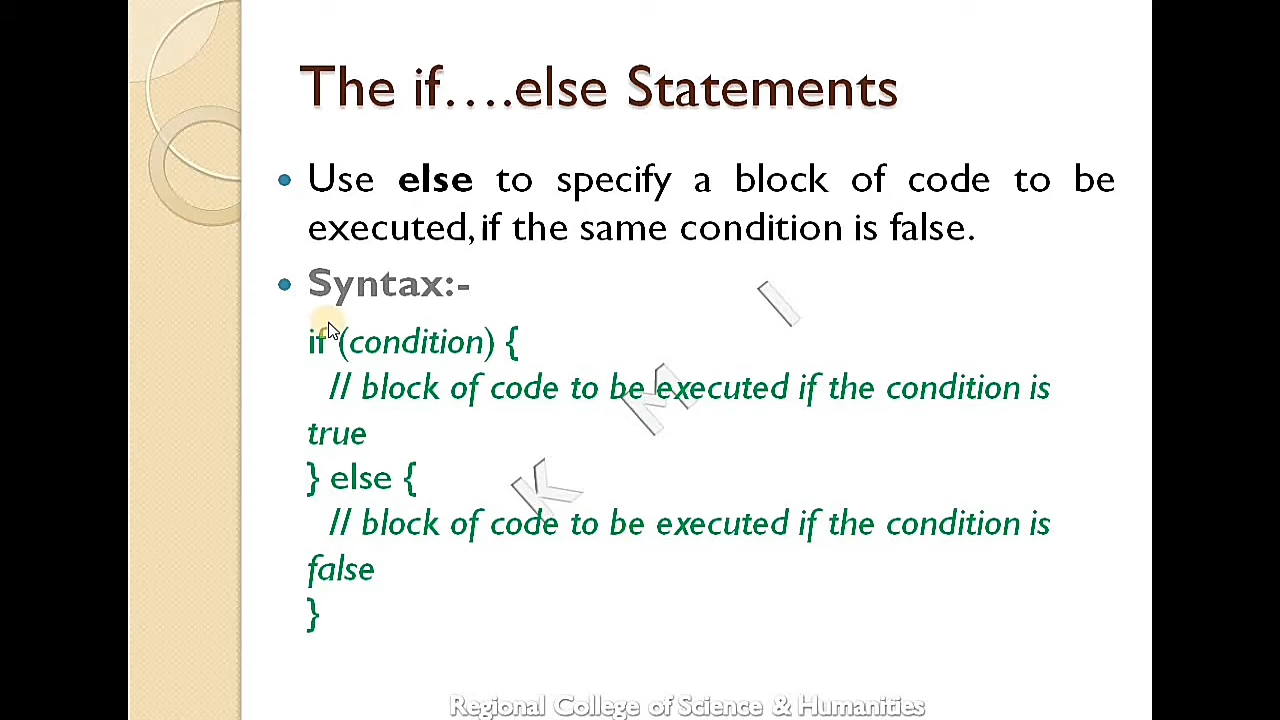 The if....else Statements
Use else to specify a block of code to be
executed, if the same condition is false.
Syntax:-
if (condition) {
// block of code to be executed if the condition is
true
} else {
// block of code to be executed if the condition is
false
}
K M I
Regional College of Science & Humanities